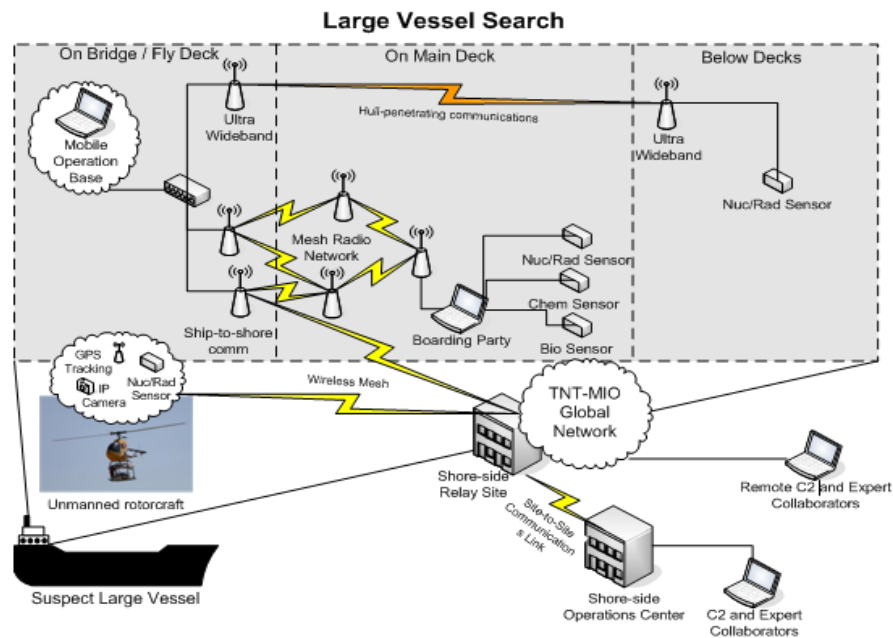 Large Vessel Search
On Bridge / Fly Deck
On Main Deck
Below Decks
Mobile
Operation
Base
Ultra
Wideband
Hull-penetrating communications
Ultra
Wideband
Nuc/Rad Sensor
Mesh Radio
Network
Nuc/Rad Sensor
Chem Sensor
Bio Sensor
Boarding Party
Ship-to-shore
comm
GPS
Tracking
Nuc/Rad
Sensor
IP
Camera
Wireless Mesh
TNT-MIO
Global
Network
Unmanned rotorcraft
Shore-side
Relay Site
Remote C2 and Expert
Collaborators
Site-to-Site
Communication
s Link
Suspect Large Vessel
Shore-side
Operations Center
C2 and Expert
Collaborators